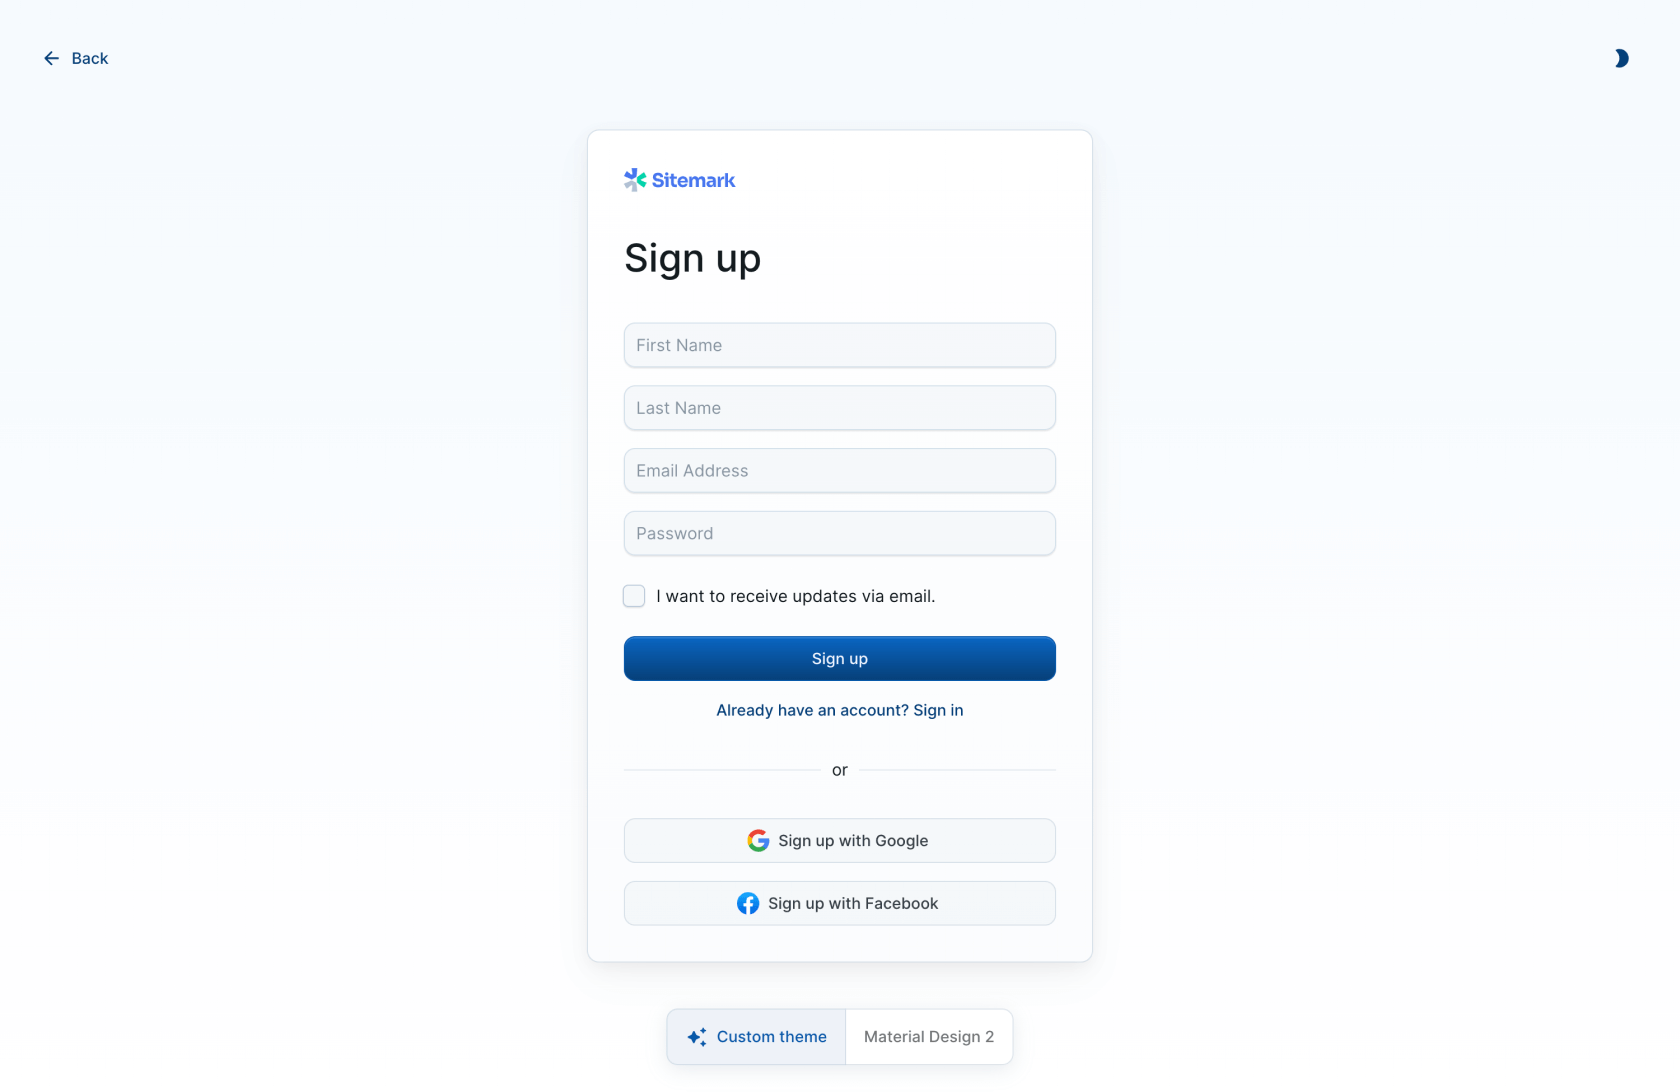 Back
Sitemark
Sign up
First Name
Last Name
Email Address
Password
I want to receive updates via email.
Sign up
Already have an account? Sign in
or
Sign up with Google
Sign up with Facebook
Custom theme
Material Design 2